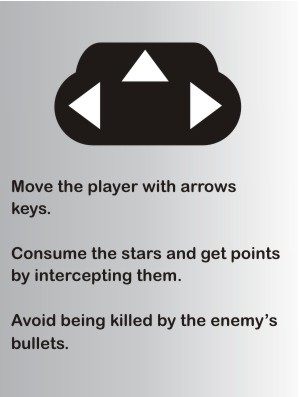 Move the player with arrows
keys.
Consume the stars and get points
by intercepting them.
Avoid being killed by the enemy’s
bullets.